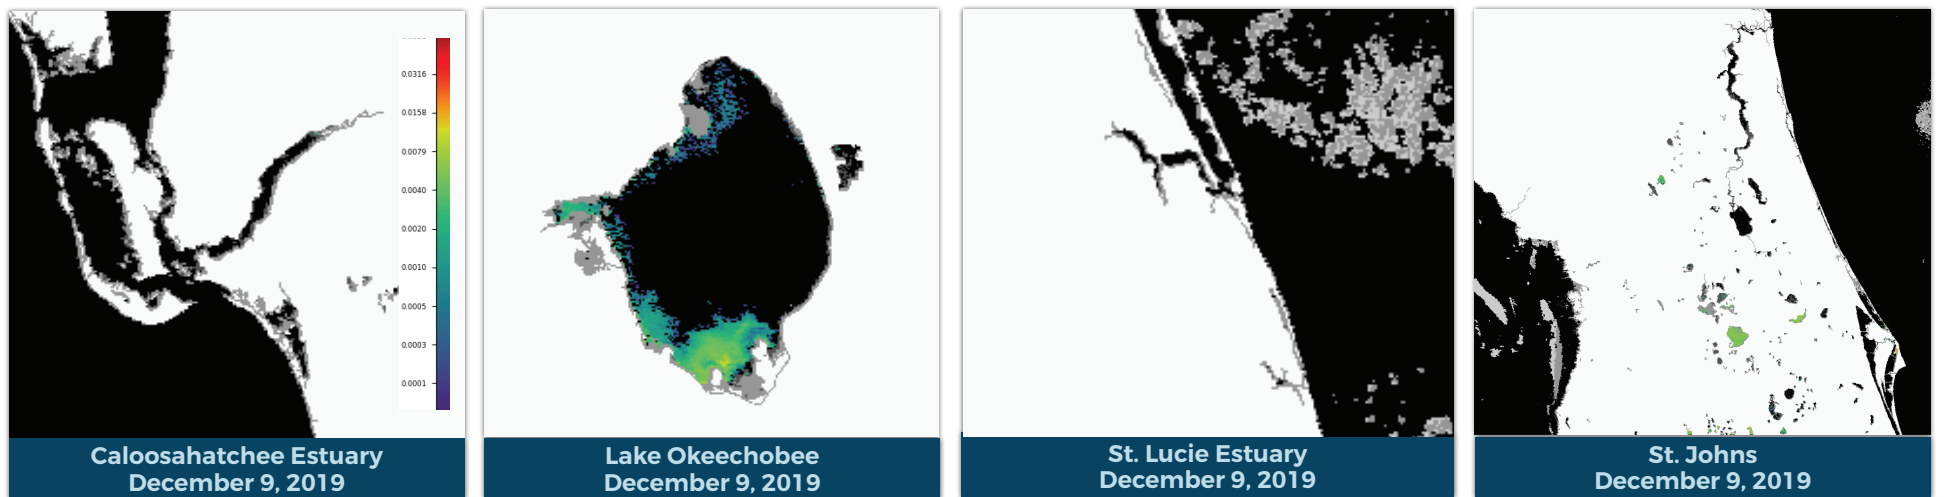 0.0316
0.0158
0.0079
0.0040
0.0020
0.0010
0.0005
0.0003
0.0001
Caloosahatchee Estuary
December 9, 2019
Lake Okeechobee
December 9, 2019
St. Lucie Estuary
December 9, 2019
St. Johns
December 9, 2019